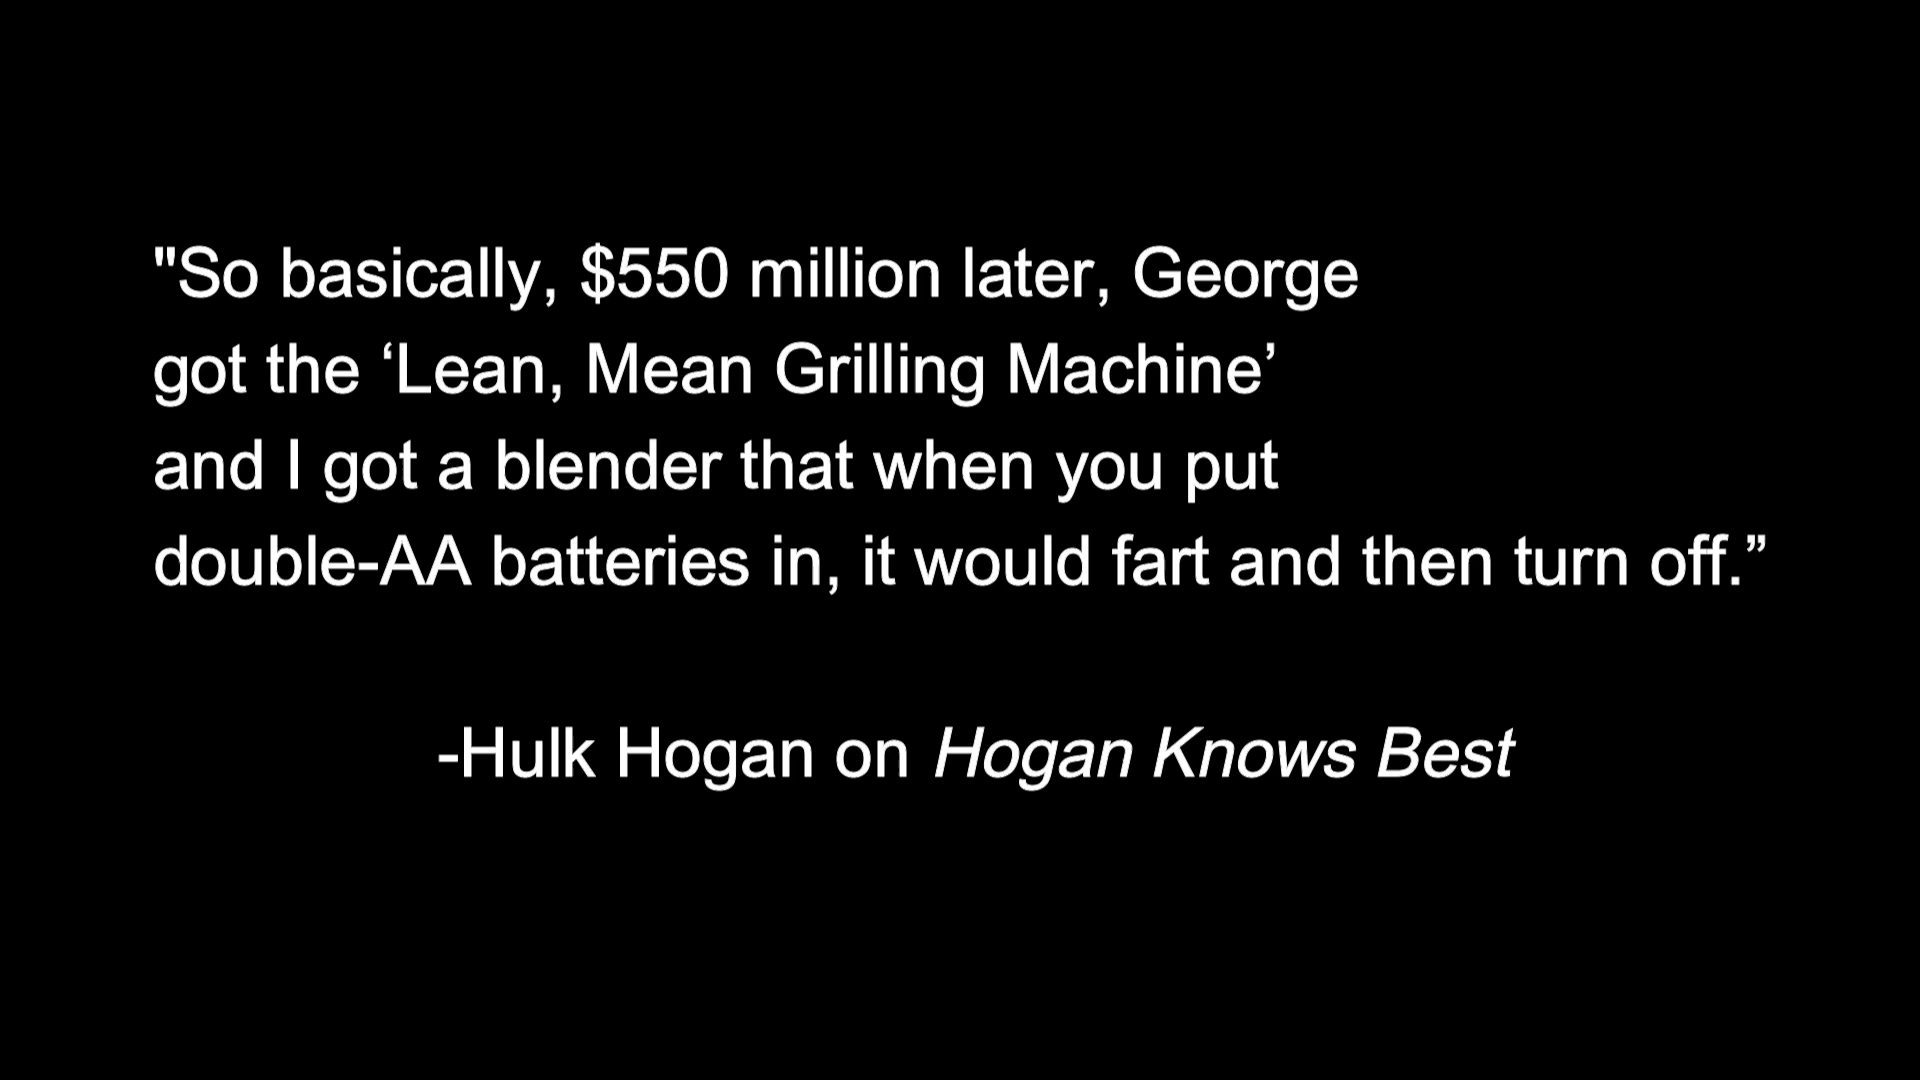 "So basically, $550 million later, George
got the ‘Lean, Mean Grilling Machine’
and I got a blender that when you put
double-AA batteries in, it would fart and then turn off.”
-Hulk Hogan on Hogan Knows Best